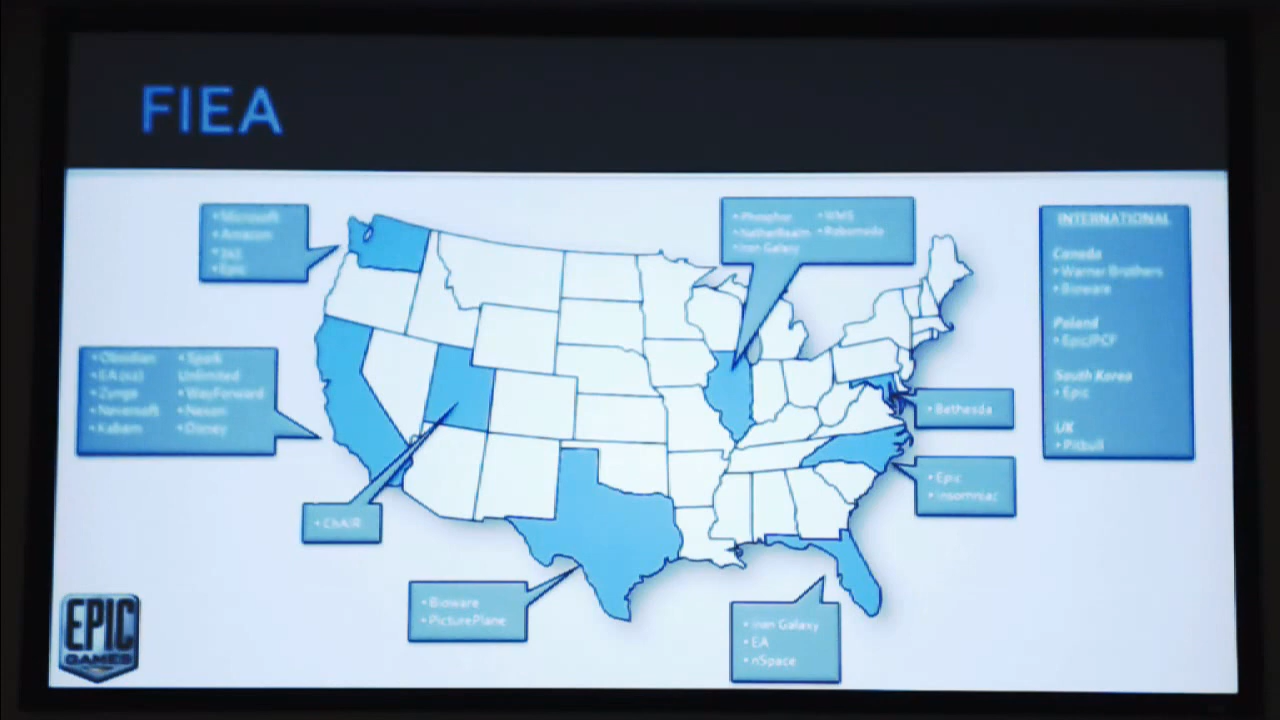 FIEA
• Microsoft
• Amazon
• Epic
• Phosphor
• NetherRealm
• Iron Galaxy
• WMS
• Robomodo
INTERNATIONAL
Canada
• Warner Brothers
• Bioware
Poland
• Epic/PCF
South Korea
• Epic
UK
• Pitbull
• Obsidian
• EA
• Zynga
• Neversoft
• Kabam
• Spark
Unlimited
• WayForward
• Nexon
• Disney
• Bethesda
• Epic
• Insomniac
• ChAIR
• Bioware
• PicturePlane
• Iron Galaxy
• EA
• nSpace
EPIC
GAMES